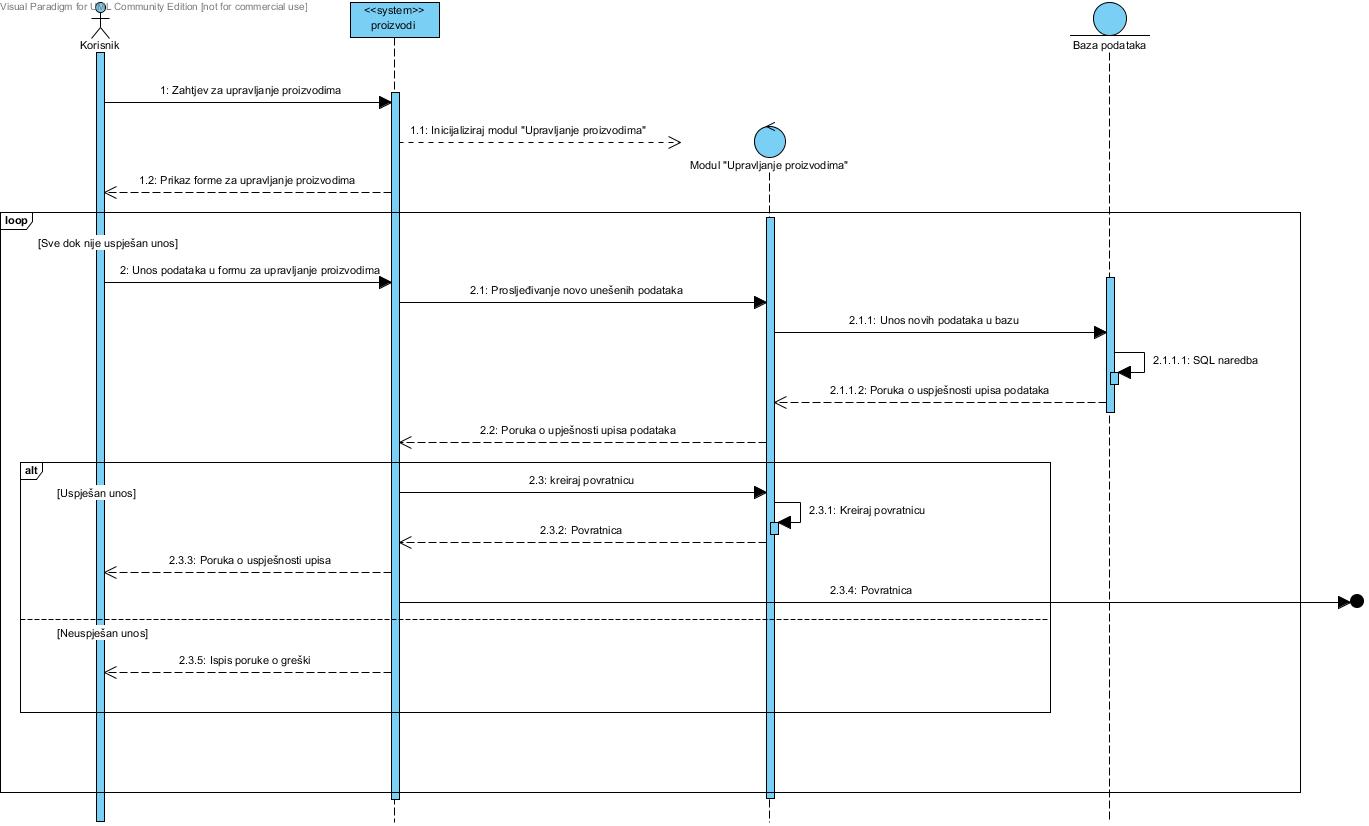 Visual Paradigm for UML Community Edition [not for commercial use]
<<system>>
proizvodi
Korisnik
Baza podataka
1: Zahtjev za upravljanje proizvodima
1.1: Inicijaliziraj modul "Upravljanje proizvodima"
Modul "Upravljanje proizvodima"
1.2: Prikaz forme za upravljanje proizvodima
loop
[Sve dok nije uspješan unos]
2: Unos podataka u formu za upravljanje proizvodima
2.1: Prosljeđivanje novo unešenih podataka
2.1.1: Unos novih podataka u bazu
2.1.1.1: SQL naredba
2.1.1.2: Poruka o uspješnosti upisa podataka
2.2: Poruka o upješnosti upisa podataka
alt
[Uspješan unos]
2.3: kreiraj povratnicu
2.3.1: Kreiraj povratnicu
2.3.2: Povratnica
2.3.3: Poruka o uspješnosti upisa
2.3.4: Povratnica
[Neuspješan unos]
2.3.5: Ispis poruke o greški